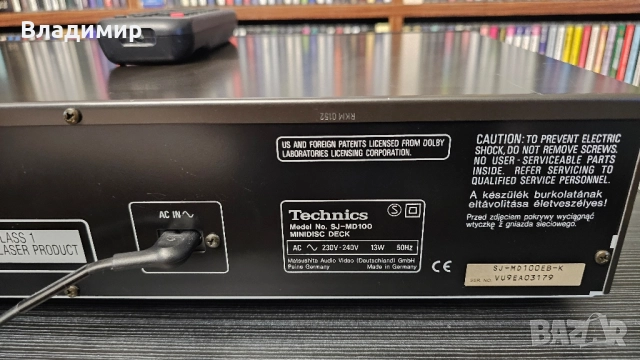 Владимир
RKM 0152
US AND FOREIGN PATENTS LICENSED FROM DOLBY
LABORATORIES LICENSING CORPORATION.
CAUTION: TO PREVENT ELECTRIC
SHOCK, DO NOT REMOVE SCREWS.
NO USER-SERVICEABLE PARTS
INSIDE. REFER SERVICING TO
QUALIFIED SERVICE PERSONNEL.
A készülék burkolatának
eltávolítása életveszélyes!
Przed zdjęciem pokrywy wyciągnąć
wtyczkę z gniazda sieciowego.
AC IN ∿
Technics
S
Model No. SJ-MD100
MINIDISC DECK
AC ∿ 230V-240V 13W 50Hz
Matsushita Audio Video (Deutschland) GmbH
Peine Germany Made in Germany
CE
LASS 1
LASER PRODUCT
SJ-MD100EB-K
SER. NO. VU9EA03179
BAZAR